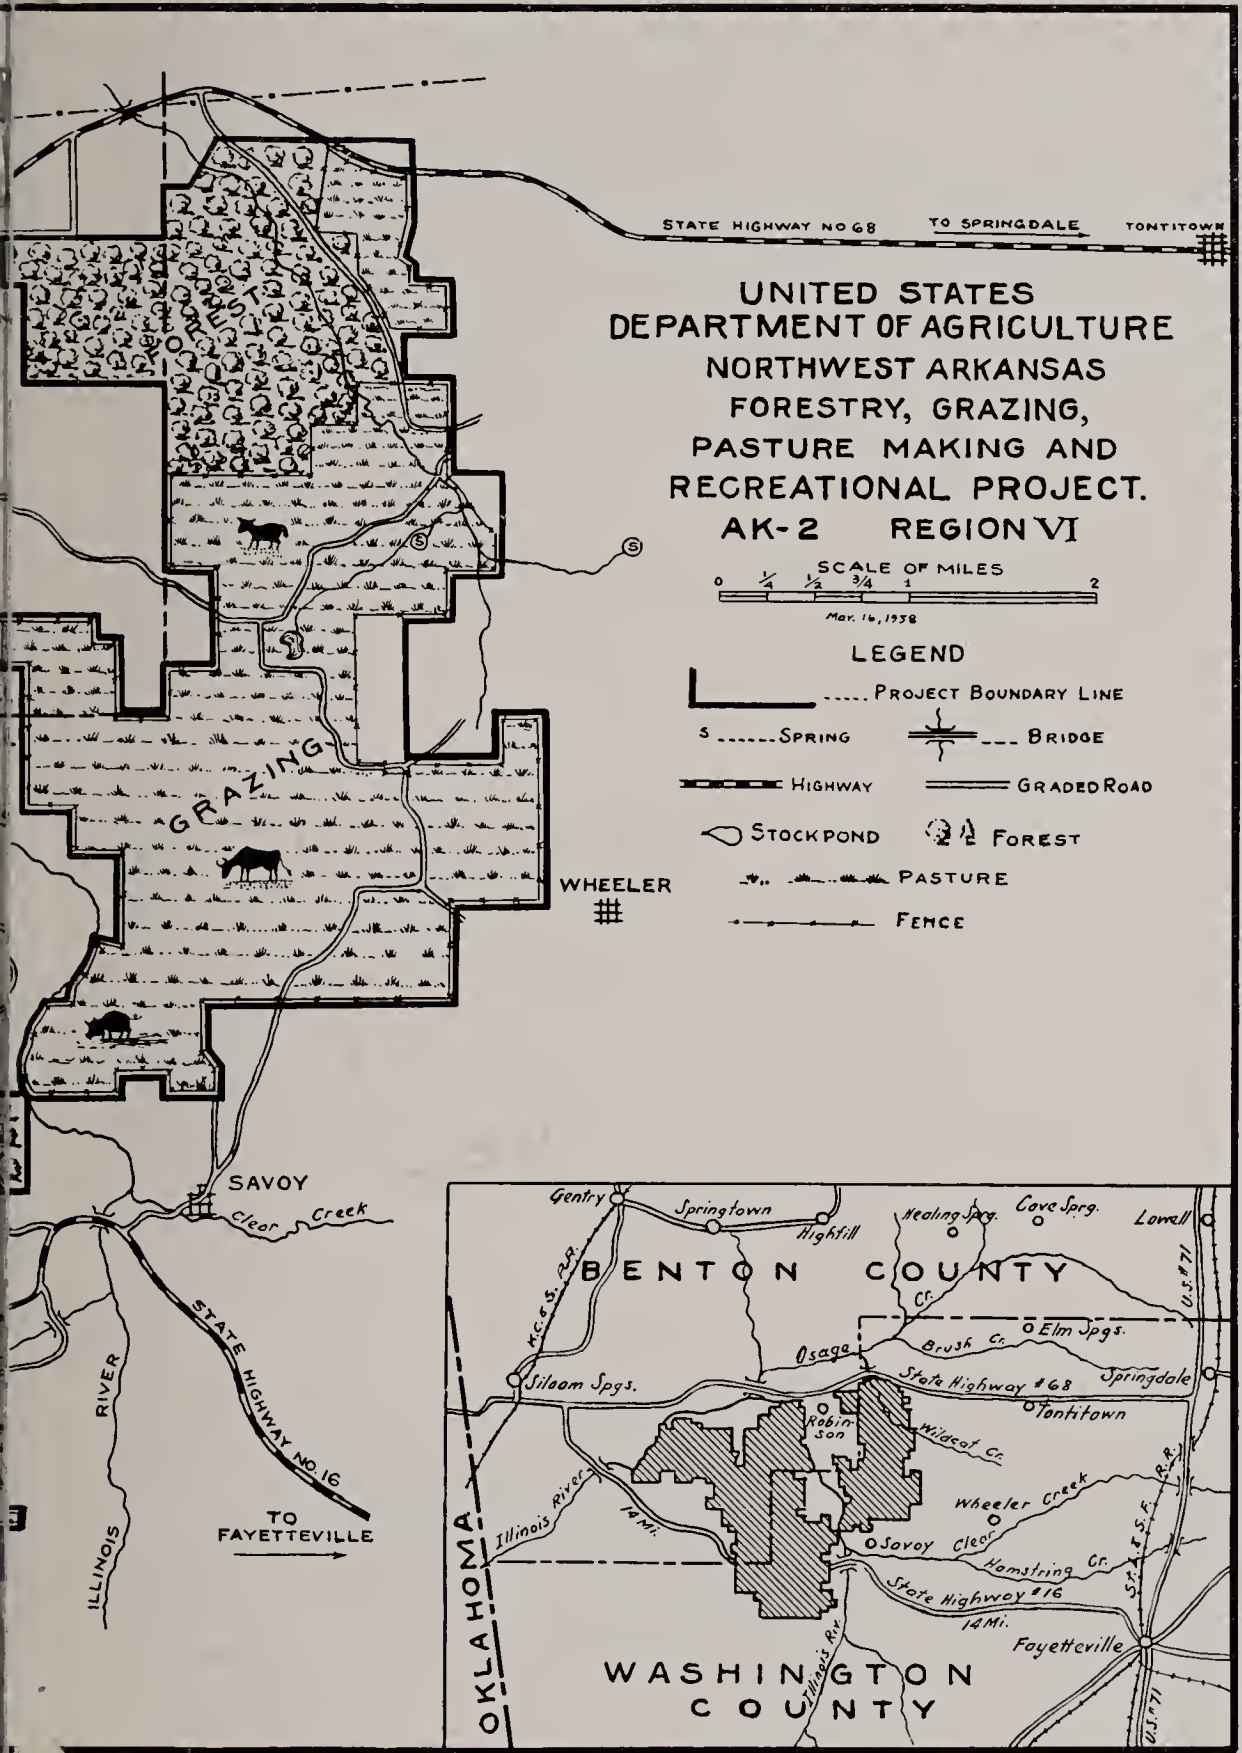 STATE HIGHWAY NO 68
TO SPRINGDALE
TONTITOWN
UNITED STATES
DEPARTMENT OF AGRICULTURE
NORTHWEST ARKANSAS
FORESTRY, GRAZING,
PASTURE MAKING AND
RECREATIONAL PROJECT.
AK-2 REGION VI
SCALE OF MILES
0 1/4 1/2 3/4 1 2
Mar. 16, 1938
LEGEND
PROJECT BOUNDARY LINE
S SPRING
BRIDGE
HIGHWAY
GRADED ROAD
STOCKPOND
FOREST
PASTURE
FENCE
FOREST
S
S
GRAZING
WHEELER
SAVOY
Clear Creek
STATE HIGHWAY NO. 16
ILLINOIS RIVER
TO
FAYETTEVILLE
Gentry
Springtown
Highfill
Healing Sprg.
Cave Sprg.
Lowell
BENTON COUNTY
K.C. & S. R.R.
U.S. #71
Cr.
Elm Spgs.
Osage
Brush Cr.
Siloam Spgs.
State Highway #68
Springdale
Tontitown
Robin-
son
Wildcat Cr.
Illinois River
14 Mi.
Wheeler Creek
R.R.
Savoy
Clear
Hamstring Cr.
St. L & S. F.
State Highway #16
14 Mi.
Fayetteville
OKLAHOMA
Illinois Riv.
WASHINGTON
COUNTY
U.S. #71